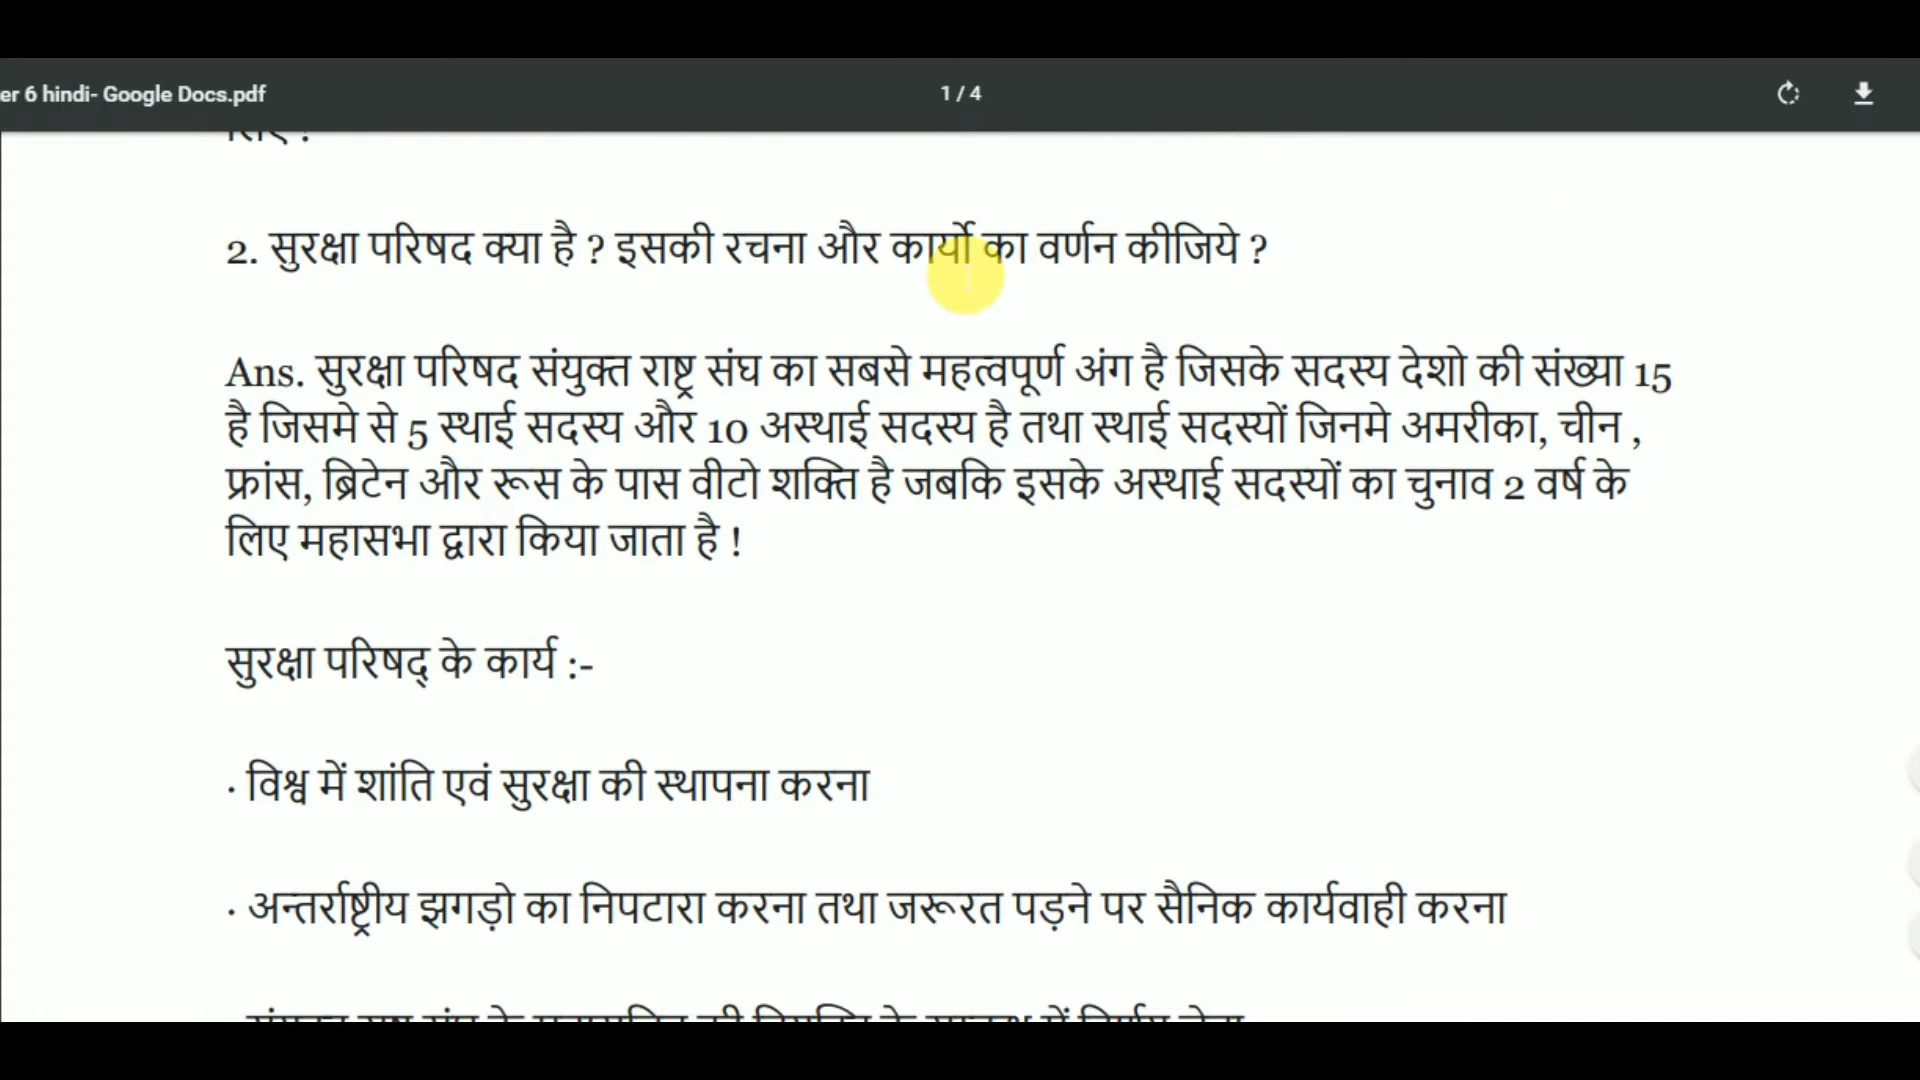 er 6 hindi- Google Docs.pdf
1 / 4
2. सुरक्षा परिषद क्या है ? इसकी रचना और कार्यो का वर्णन कीजिये ?
Ans. सुरक्षा परिषद संयुक्त राष्ट्र संघ का सबसे महत्वपूर्ण अंग है जिसके सदस्य देशो की संख्या 15
है जिसमे से 5 स्थाई सदस्य और 10 अस्थाई सदस्य है तथा स्थाई सदस्यों जिनमे अमरीका, चीन ,
फ्रांस, ब्रिटेन और रूस के पास वीटो शक्ति है जबकि इसके अस्थाई सदस्यों का चुनाव 2 वर्ष के
लिए महासभा द्वारा किया जाता है !
सुरक्षा परिषद् के कार्य :-
· विश्व में शांति एवं सुरक्षा की स्थापना करना
· अन्तर्राष्ट्रीय झगड़ो का निपटारा करना तथा जरूरत पड़ने पर सैनिक कार्यवाही करना